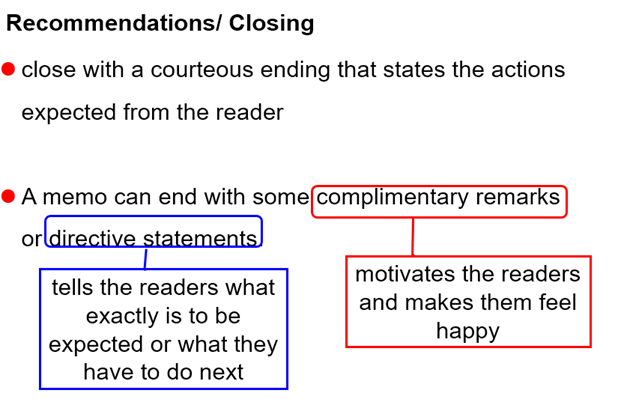 Recommendations/ Closing
close with a courteous ending that states the actions
expected from the reader
A memo can end with some complimentary remarks
or directive statements.
tells the readers what
exactly is to be
expected or what they
have to do next
motivates the readers
and makes them feel
happy